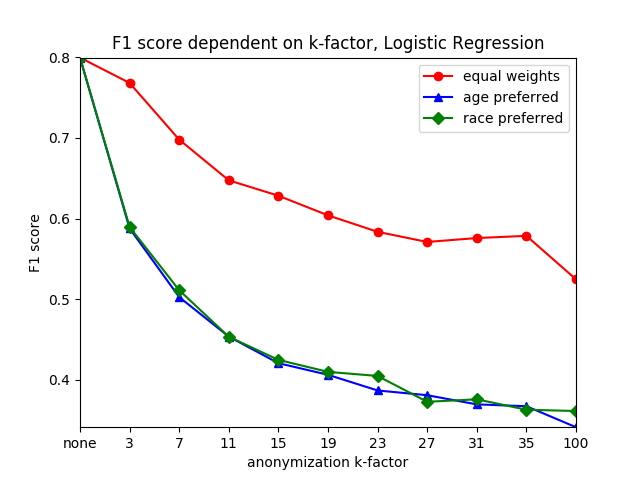 F1 score dependent on k-factor, Logistic Regression
equal weights
age preferred
race preferred
F1 score
0.8
0.7
0.6
0.5
0.4
none 3 7 11 15 19 23 27 31 35 100
anonymization k-factor